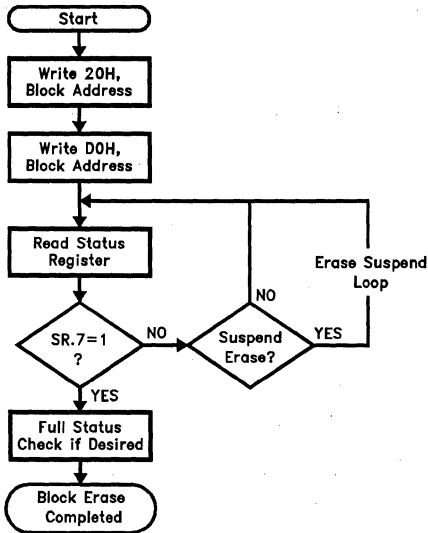 Start
Write 20H,
Block Address
Write D0H,
Block Address
Read Status
Register
Erase Suspend
Loop
NO
SR.7=1
?
NO
Suspend
Erase?
YES
YES
Full Status
Check if Desired
Block Erase
Completed